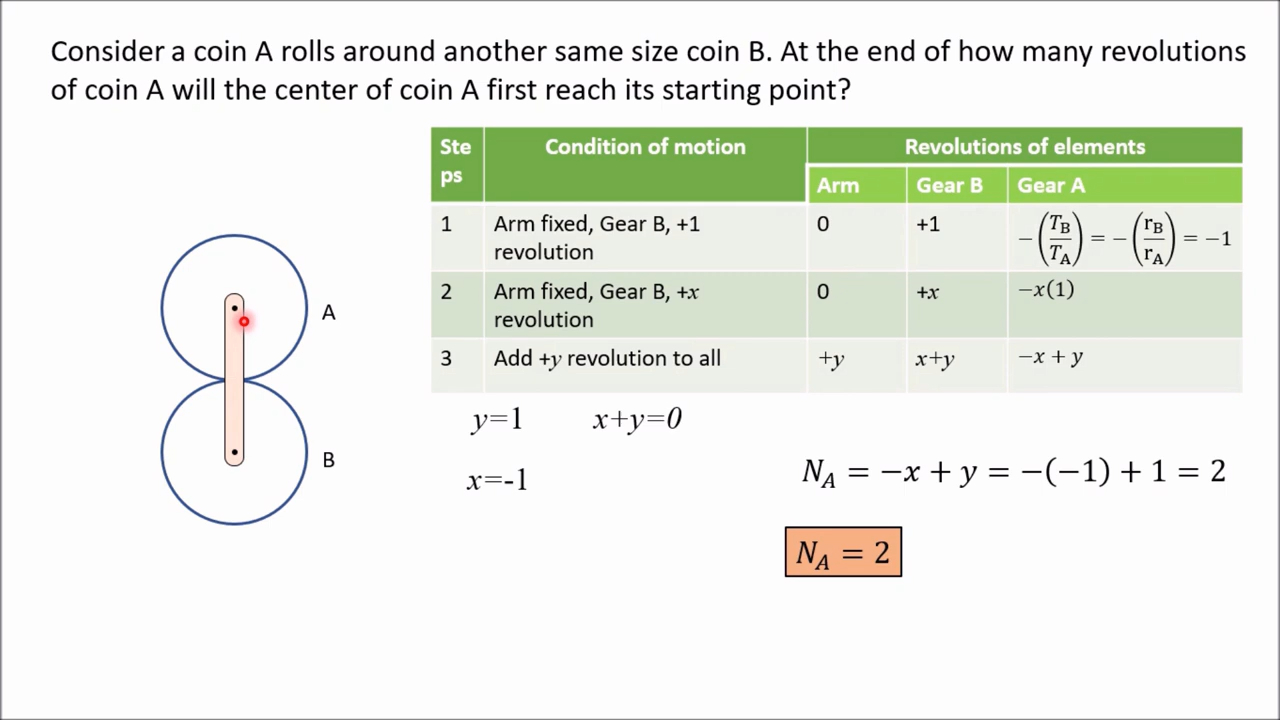 Consider a coin A rolls around another same size coin B. At the end of how many revolutions
of coin A will the center of coin A first reach its starting point?
Ste
ps
Condition of motion
Revolutions of elements
Arm
Gear B
Gear A
1
Arm fixed, Gear B, +1
revolution
0
+1
−(T_B/T_A) = −(r_B/r_A) = −1
2
Arm fixed, Gear B, +x
revolution
0
+x
−x(1)
3
Add +y revolution to all
+y
x+y
−x + y
A
B
y=1
x+y=0
x=-1
N_A = −x + y = −(−1) + 1 = 2
N_A = 2